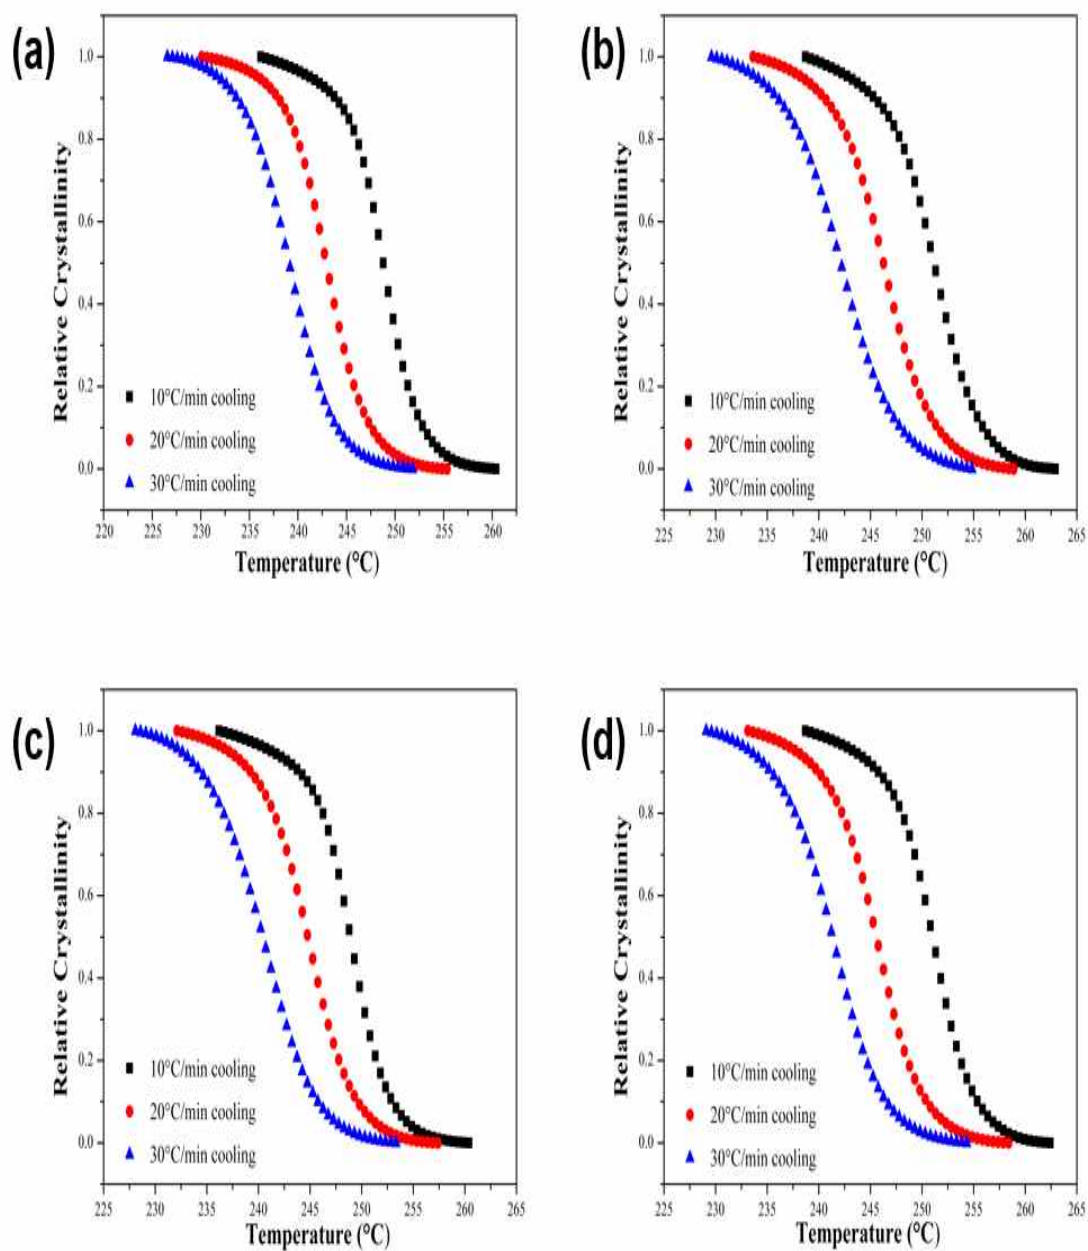 (a)
Relative Crystallinity
1.0
0.8
0.6
0.4
0.2
0.0
10°C/min cooling
20°C/min cooling
30°C/min cooling
220 225 230 235 240 245 250 255 260
Temperature (°C)
(b)
Relative Crystallinity
1.0
0.8
0.6
0.4
0.2
0.0
10°C/min cooling
20°C/min cooling
30°C/min cooling
225 230 235 240 245 250 255 260 265
Temperature (°C)
(c)
Relative Crystallinity
1.0
0.8
0.6
0.4
0.2
0.0
10°C/min cooling
20°C/min cooling
30°C/min cooling
225 230 235 240 245 250 255 260 265
Temperature (°C)
(d)
Relative Crystallinity
1.0
0.8
0.6
0.4
0.2
0.0
10°C/min cooling
20°C/min cooling
30°C/min cooling
225 230 235 240 245 250 255 260 265
Temperature (°C)